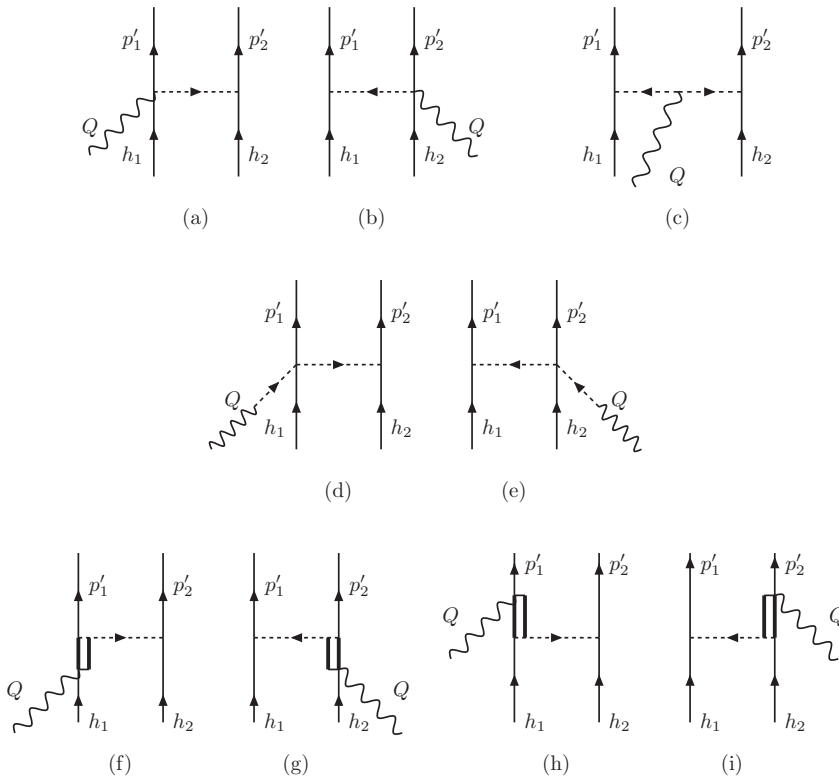 p′1 p′2 p′1 p′2 p′1 p′2
Q h1 h2 h1 h2 Q h1 Q h2
(a) (b) (c)
p′1 p′2 p′1 p′2
Q h1 h2 h1 h2 Q
(d) (e)
p′1 p′2 p′1 p′2 p′1 p′2 p′1 p′2
Q h1 h2 h1 h2 Q Q h1 h2 h1 h2 Q
(f) (g) (h) (i)